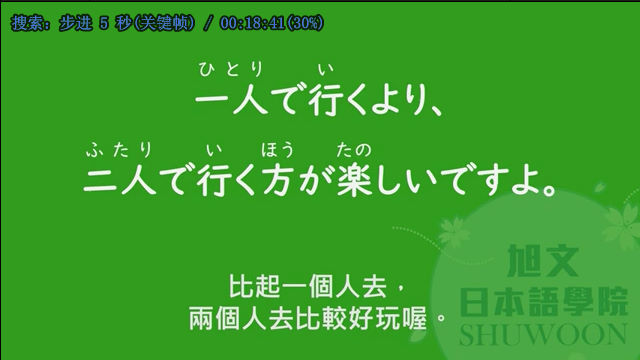 搜索: 步进 5 秒(关键帧) / 00:18:41(30%)
ひとり い
一人で行くより、
ふたり い ほう たの
二人で行く方が楽しいですよ。
旭文
日本語學院
SHUWOON
比起一個人去，
兩個人去比較好玩喔。